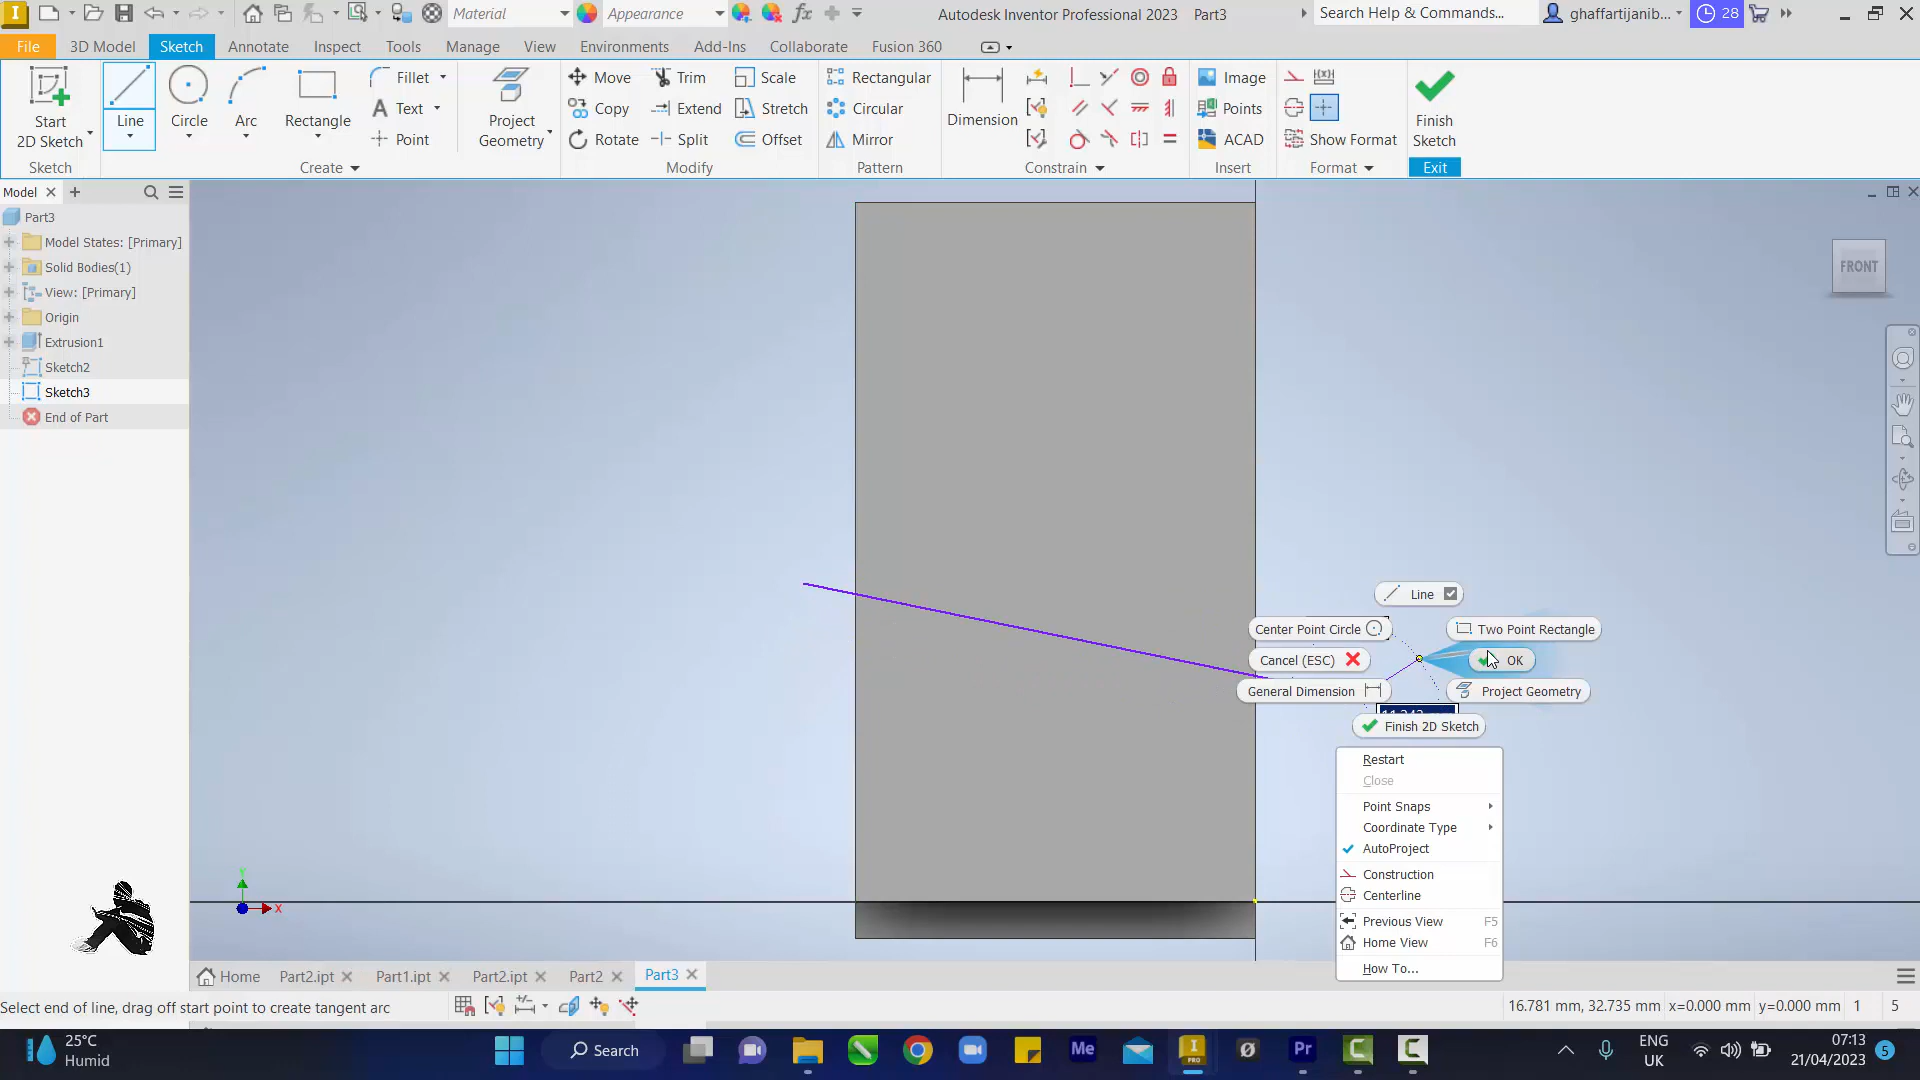 Material
Appearance
Autodesk Inventor Professional 2023 Part3
Search Help & Commands...
ghaffartijanib...
28
File
3D Model
Sketch
Annotate
Inspect
Tools
Manage
View
Environments
Add-Ins
Collaborate
Fusion 360
Start
2D Sketch
Line
Circle
Arc
Rectangle
Fillet
Text
Point
Project
Geometry
Move
Copy
Rotate
Trim
Extend
Split
Scale
Stretch
Offset
Rectangular
Circular
Mirror
Dimension
Image
Points
ACAD
Show Format
Finish
Sketch
Sketch
Create
Modify
Pattern
Constrain
Insert
Format
Exit
Model
Part3
Model States: [Primary]
Solid Bodies(1)
View: [Primary]
Origin
Extrusion1
Sketch2
Sketch3
End of Part
FRONT
Line
Center Point Circle
Two Point Rectangle
Cancel (ESC)
OK
General Dimension
Project Geometry
Finish 2D Sketch
Restart
Close
Point Snaps
Coordinate Type
AutoProject
Construction
Centerline
Previous View F5
Home View F6
How To...
Y
X
Home
Part2.ipt
Part1.ipt
Part2.ipt
Part2
Part3
Select end of line, drag off start point to create tangent arc
16.781 mm, 32.735 mm x=0.000 mm y=0.000 mm 1 5
25°C
Humid
Search
Me
I
PRO
Ø
Pr
C
C
ENG
UK
07:13
21/04/2023
5